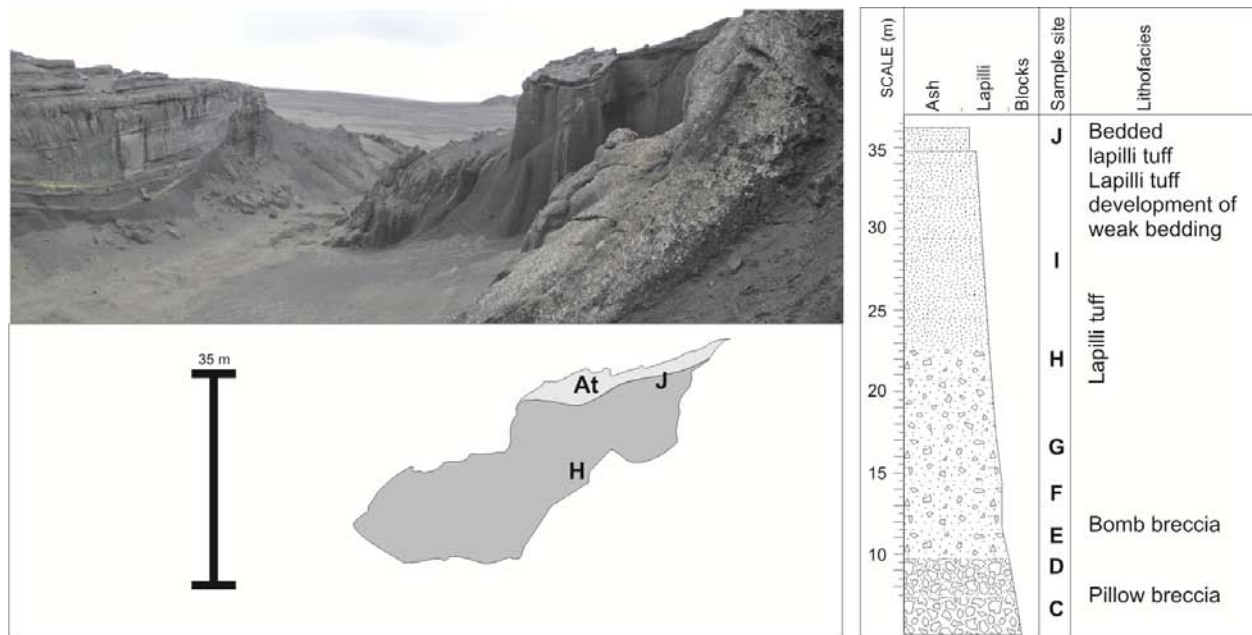 35 m
At
J
H
SCALE (m)
Ash
Lapilli
Blocks
Sample site
Lithofacies
35
30
25
20
15
10
J
I
H
G
F
E
D
C
Bedded
lapilli tuff
Lapilli tuff
development of
weak bedding
Lapilli tuff
Bomb breccia
Pillow breccia